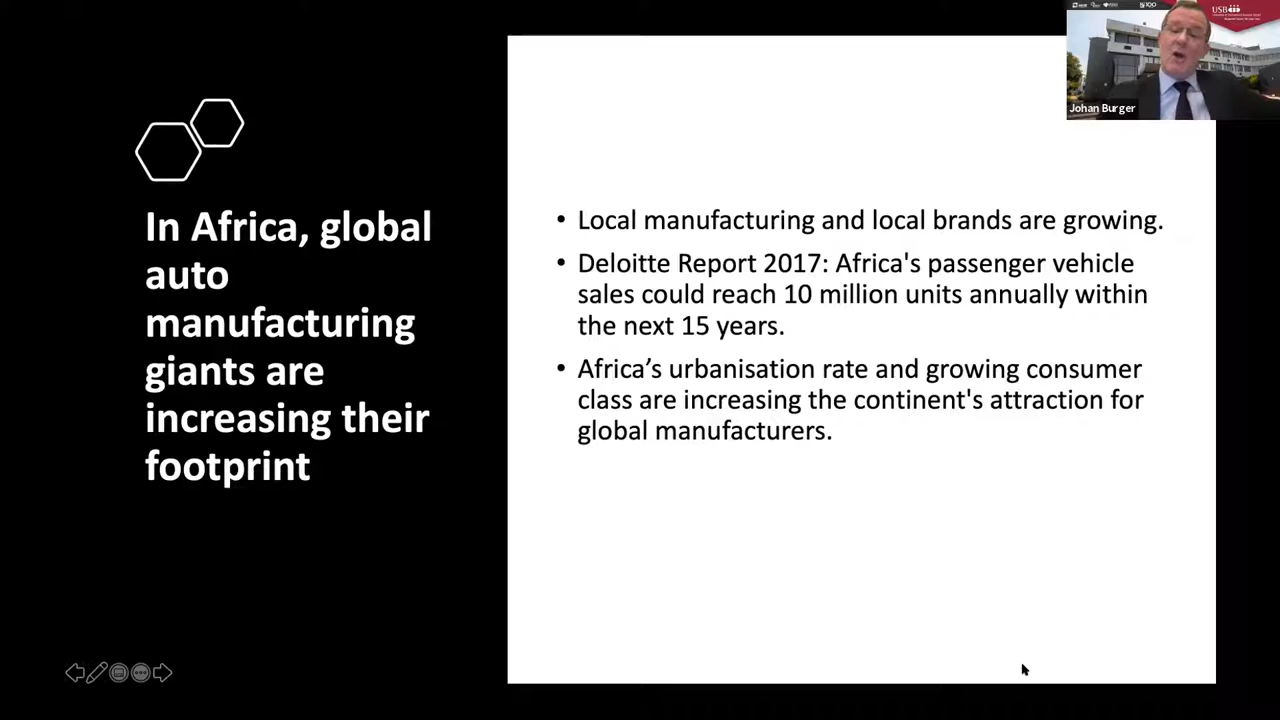 USB
Johan Burger
In Africa, global
auto
manufacturing
giants are
increasing their
footprint
• Local manufacturing and local brands are growing.
• Deloitte Report 2017: Africa's passenger vehicle
sales could reach 10 million units annually within
the next 15 years.
• Africa’s urbanisation rate and growing consumer
class are increasing the continent's attraction for
global manufacturers.